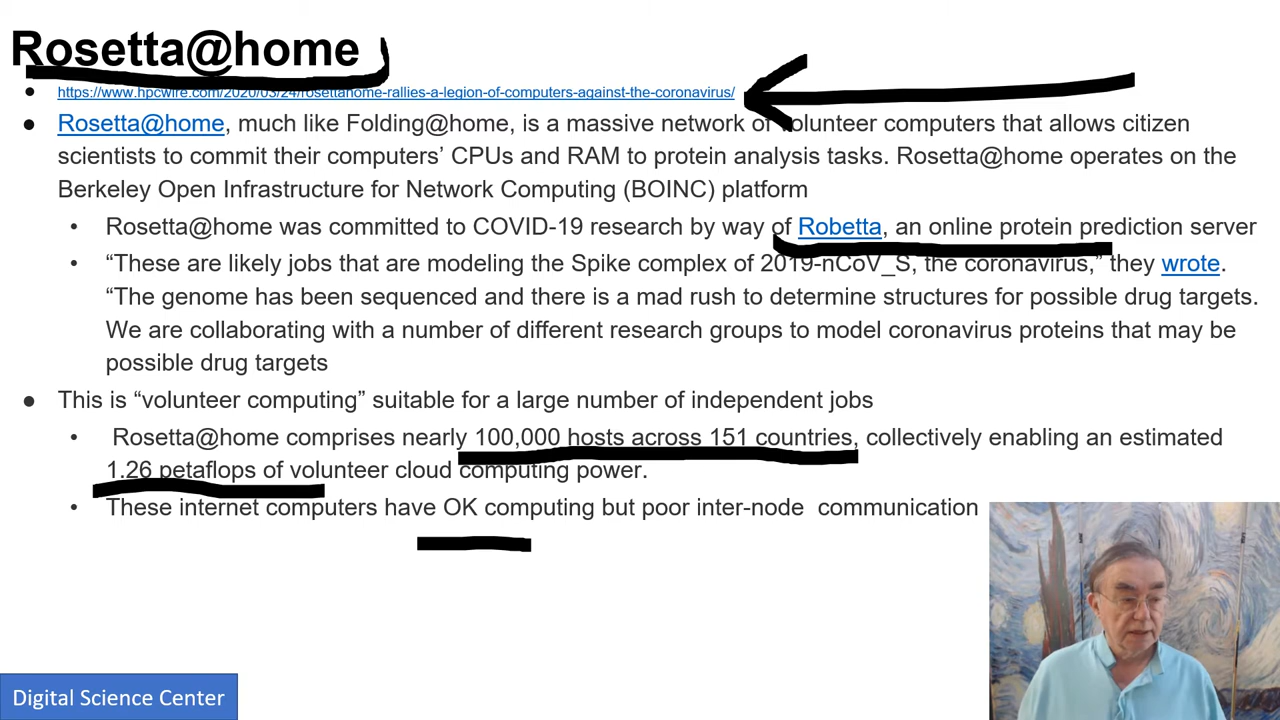 Rosetta@home
● https://www.hpcwire.com/2020/03/24/rosettahome-rallies-a-legion-of-computers-against-the-coronavirus/
● Rosetta@home, much like Folding@home, is a massive network of volunteer computers that allows citizen
scientists to commit their computers’ CPUs and RAM to protein analysis tasks. Rosetta@home operates on the
Berkeley Open Infrastructure for Network Computing (BOINC) platform
• Rosetta@home was committed to COVID-19 research by way of Robetta, an online protein prediction server
• “These are likely jobs that are modeling the Spike complex of 2019-nCoV_S, the coronavirus,” they wrote.
“The genome has been sequenced and there is a mad rush to determine structures for possible drug targets.
We are collaborating with a number of different research groups to model coronavirus proteins that may be
possible drug targets
● This is “volunteer computing” suitable for a large number of independent jobs
• Rosetta@home comprises nearly 100,000 hosts across 151 countries, collectively enabling an estimated
1.26 petaflops of volunteer cloud computing power.
• These internet computers have OK computing but poor inter-node communication
Digital Science Center